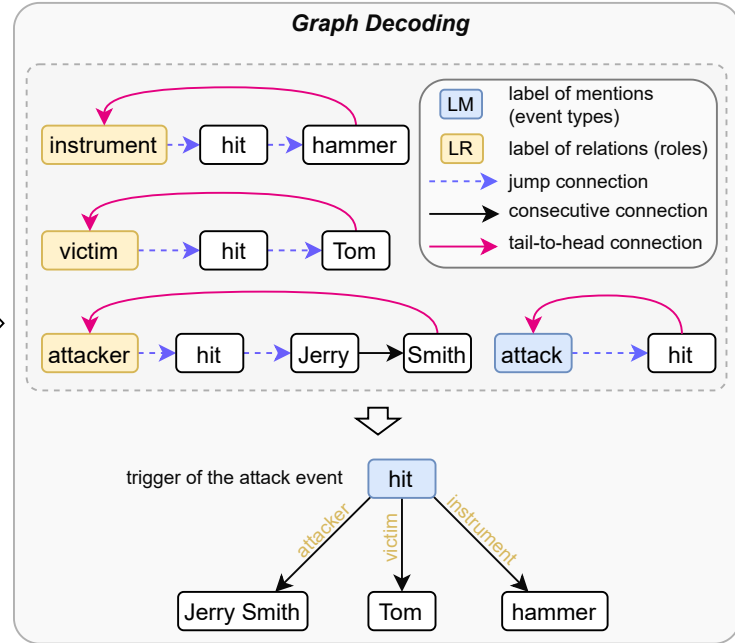 Graph Decoding
instrument
hit
hammer
LM
label of mentions
(event types)
LR
label of relations (roles)
jump connection
consecutive connection
tail-to-head connection
victim
hit
Tom
attacker
hit
Jerry
Smith
attack
hit
trigger of the attack event
hit
attacker
victim
instrument
Jerry Smith
Tom
hammer